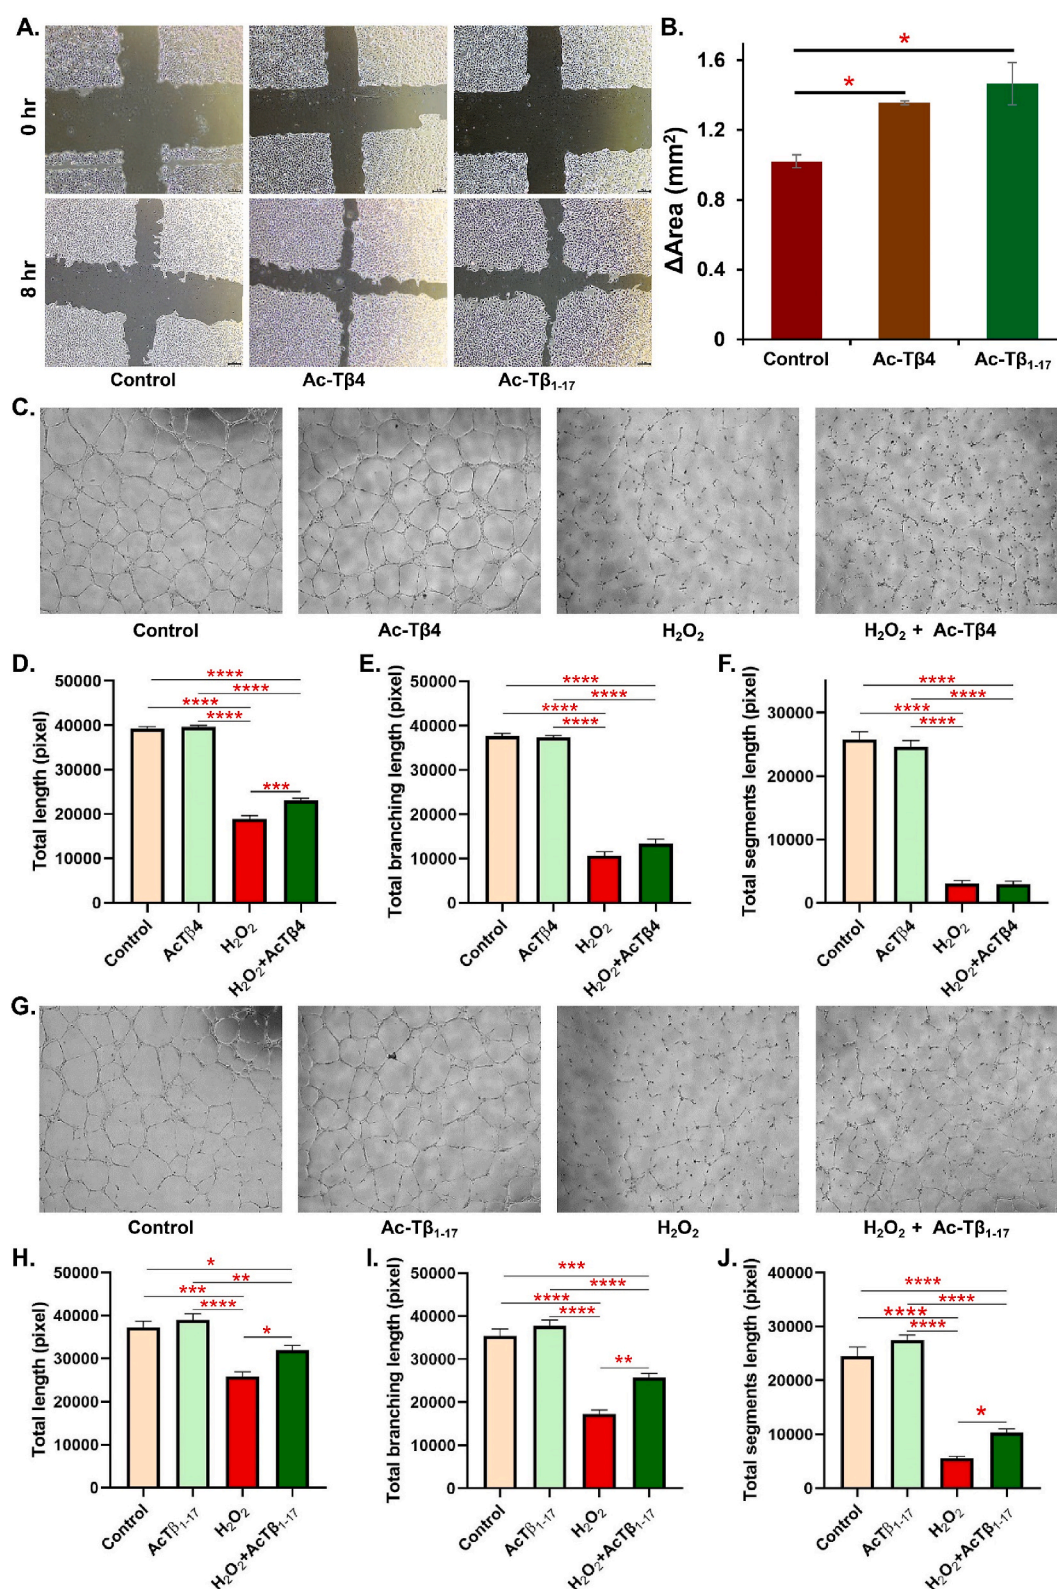 A.
0 hr
8 hr
Control Ac-Tβ4 Ac-Tβ₁₋₁₇
B.
ΔArea (mm²)
1.6
1.2
0.8
0.4
0
*
*
Control Ac-Tβ4 Ac-Tβ₁₋₁₇
C.
Control Ac-Tβ4 H₂O₂ H₂O₂ + Ac-Tβ4
D.
Total length (pixel)
50000
40000
30000
20000
10000
0
****
****
****
****
***
Control AcTβ4 H₂O₂ H₂O₂+AcTβ4
E.
Total branching length (pixel)
50000
40000
30000
20000
10000
0
****
****
****
****
Control AcTβ4 H₂O₂ H₂O₂+AcTβ4
F.
Total segments length (pixel)
30000
20000
10000
0
****
****
****
****
Control AcTβ4 H₂O₂ H₂O₂+AcTβ4
G.
Control Ac-Tβ₁₋₁₇ H₂O₂ H₂O₂ + Ac-Tβ₁₋₁₇
H.
Total length (pixel)
50000
40000
30000
20000
10000
0
*
**
***
****
*
Control AcTβ₁₋₁₇ H₂O₂ H₂O₂+AcTβ₁₋₁₇
I.
Total branching length (pixel)
50000
40000
30000
20000
10000
0
***
****
****
****
**
Control AcTβ₁₋₁₇ H₂O₂ H₂O₂+AcTβ₁₋₁₇
J.
Total segments length (pixel)
40000
30000
20000
10000
0
****
****
****
****
*
Control AcTβ₁₋₁₇ H₂O₂ H₂O₂+AcTβ₁₋₁₇